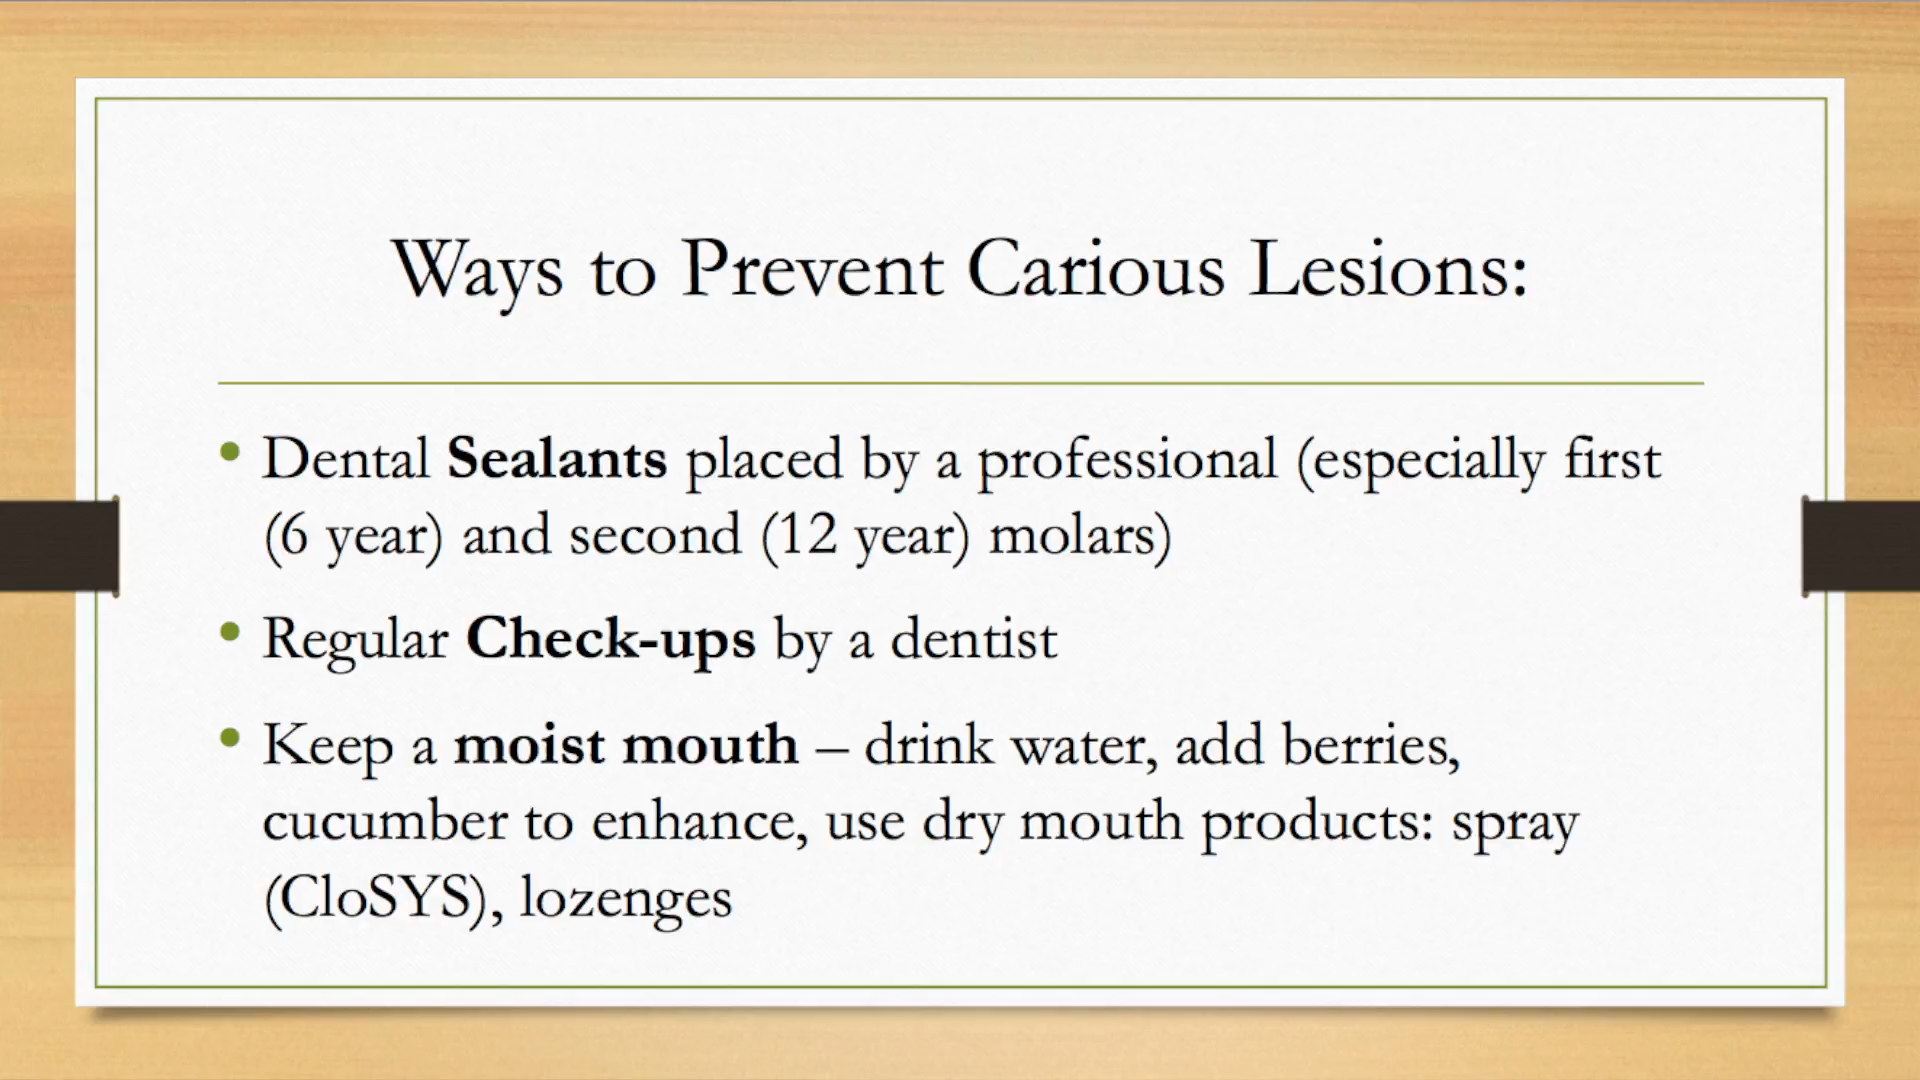 Ways to Prevent Carious Lesions:
• Dental Sealants placed by a professional (especially first
(6 year) and second (12 year) molars)
• Regular Check-ups by a dentist
• Keep a moist mouth – drink water, add berries,
cucumber to enhance, use dry mouth products: spray
(CloSYS), lozenges